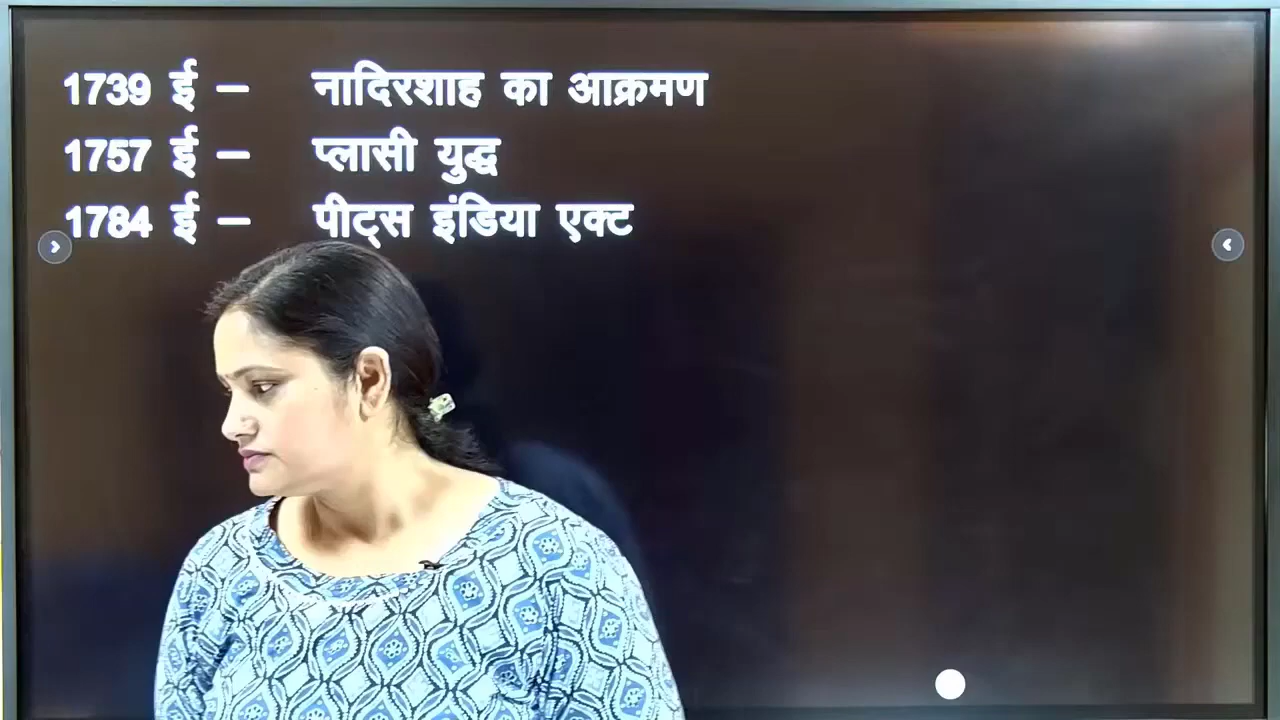 1739 ई – नादिरशाह का आक्रमण
1757 ई – प्लासी युद्ध
1784 ई – पीट्स इंडिया एक्ट